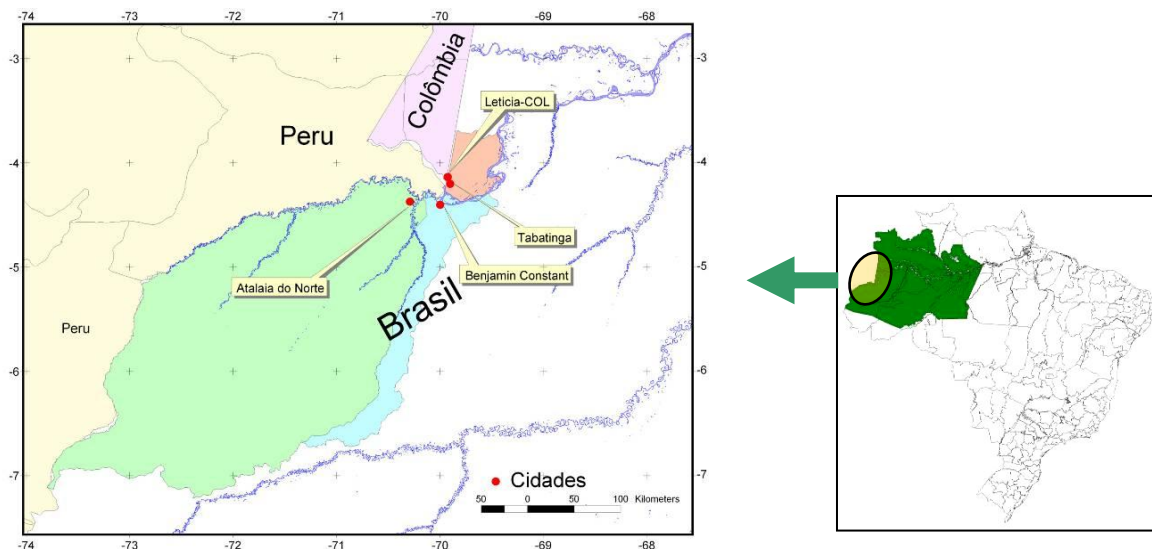 -74 -73 -72 -71 -70 -69 -68
-3 -3
Colômbia
Leticia-COL
Peru
-4 -4
Tabatinga
Benjamin Constant
-5 -5
Atalaia do Norte
Brasil
Peru
-6 -6
-7 -7
Cidades
50 0 50 100 Kilometers
-74 -73 -72 -71 -70 -69 -68